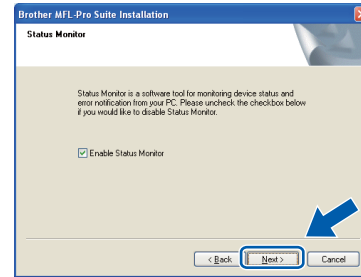 Brother MFL-Pro Suite Installation
Status Monitor
Status Monitor is a software tool for monitoring device status and
error notification from your PC. Please uncheck the checkbox below
if you would like to disable Status Monitor.
Enable Status Monitor
< Back
Next >
Cancel